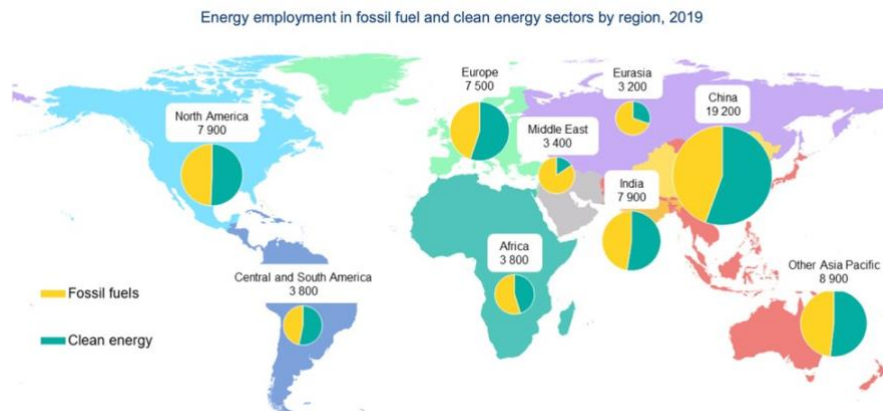 Energy employment in fossil fuel and clean energy sectors by region, 2019
Europe
7 500
Eurasia
3 200
China
19 200
North America
7 900
Middle East
3 400
India
7 900
Africa
3 800
Other Asia Pacific
8 900
Central and South America
3 800
Fossil fuels
Clean energy